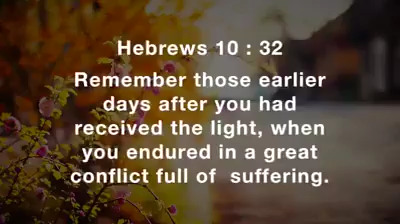 Hebrews 10 : 32
Remember those earlier
days after you had
received the light, when
you endured in a great
conflict full of  suffering.